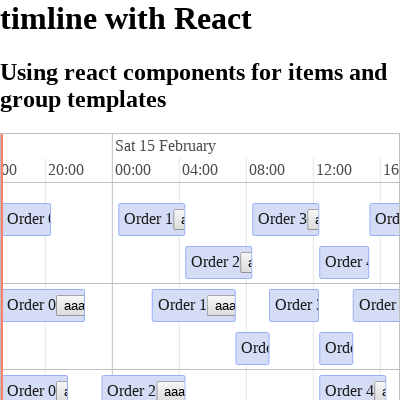 timline with React
Using react components for items and
group templates
Sat 15 February
00 20:00 00:00 04:00 08:00 12:00 16
Order Order 1 a Order 3 a Ord
Order 2 a Order
Order 0 aaa Order 1 aaa Order Order
Orde Orde
Order 0 a Order 2 aaa Order 4 a